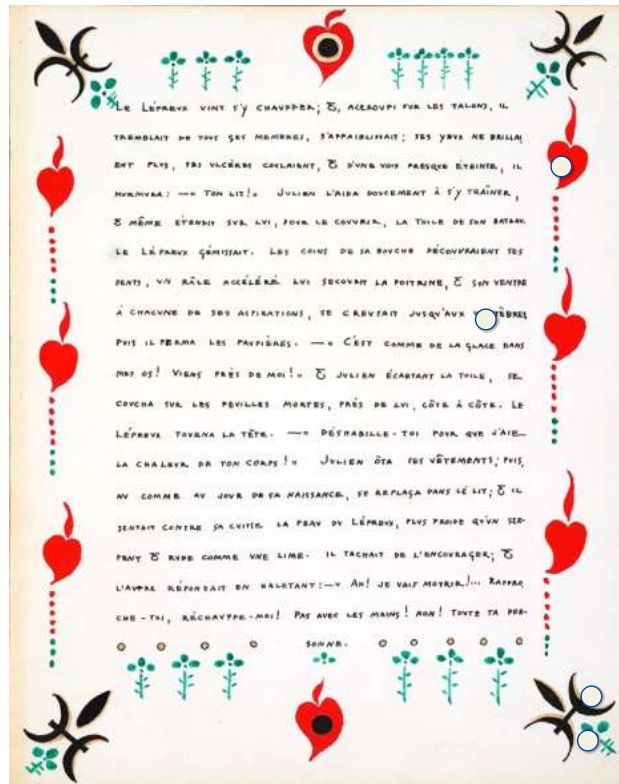 LE LÉPREUX VINT S'Y CHAUFFER; &, ACCROUPI SUR LES TALONS, IL
TREMBLAIT DE TOUS SES MEMBRES, S'AFFAIBLISSAIT; SES YEUX NE BRILLAI
ENT PLUS, SES ULCÈRES COULAIENT, & D'UNE VOIX PRESQUE ÉTEINTE, IL
MURMURA: —« TON LIT!» JULIEN L'AIDA DOUCEMENT À S'Y TRAÎNER,
& MÊME ÉTENDIT SUR LUI, POUR LE COUVRIR, LA TOILE DE SON BATEAU.
LE LÉPREUX GÉMISSAIT. LES COINS DE SA BOUCHE DÉCOUVRAIENT SES
DENTS, UN RÂLE ACCÉLÉRÉ LUI SECOUAIT LA POITRINE, & SON VENTRE
À CHACUNE DE SES ASPIRATIONS, SE CREUSAIT JUSQU'AUX
PUIS IL FERMA LES PAUPIÈRES. —« C'EST COMME DE LA GLACE DANS
MES OS! VIENS PRÈS DE MOI!» & JULIEN ÉCARTANT LA TOILE, SE
COUCHA SUR LES FEUILLES MORTES, PRÈS DE LUI, CÔTE À CÔTE. LE
LÉPREUX TOURNA LA TÊTE. —« DÉSHABILLE-TOI POUR QUE J'AIE
LA CHALEUR DE TON CORPS!» JULIEN ÔTA SES VÊTEMENTS; PUIS,
NU COMME AU JOUR DE SA NAISSANCE, SE REPLAÇA DANS LE LIT; & IL
SENTAIT CONTRE SA CUISSE LA PEAU DU LÉPREUX, PLUS FROIDE QU'UN SER-
PENT & RUDE COMME UNE LIME. IL TACHAIT DE L'ENCOURAGER; &
L'AUTRE RÉPONDAIT EN HALETANT:—« AH! JE VAIS MOURIR!... RAPPRO
CHE-TOI, RÉCHAUFFE-MOI! PAS AVEC LES MAINS! NON! TOUTE TA PER-
SONNE.